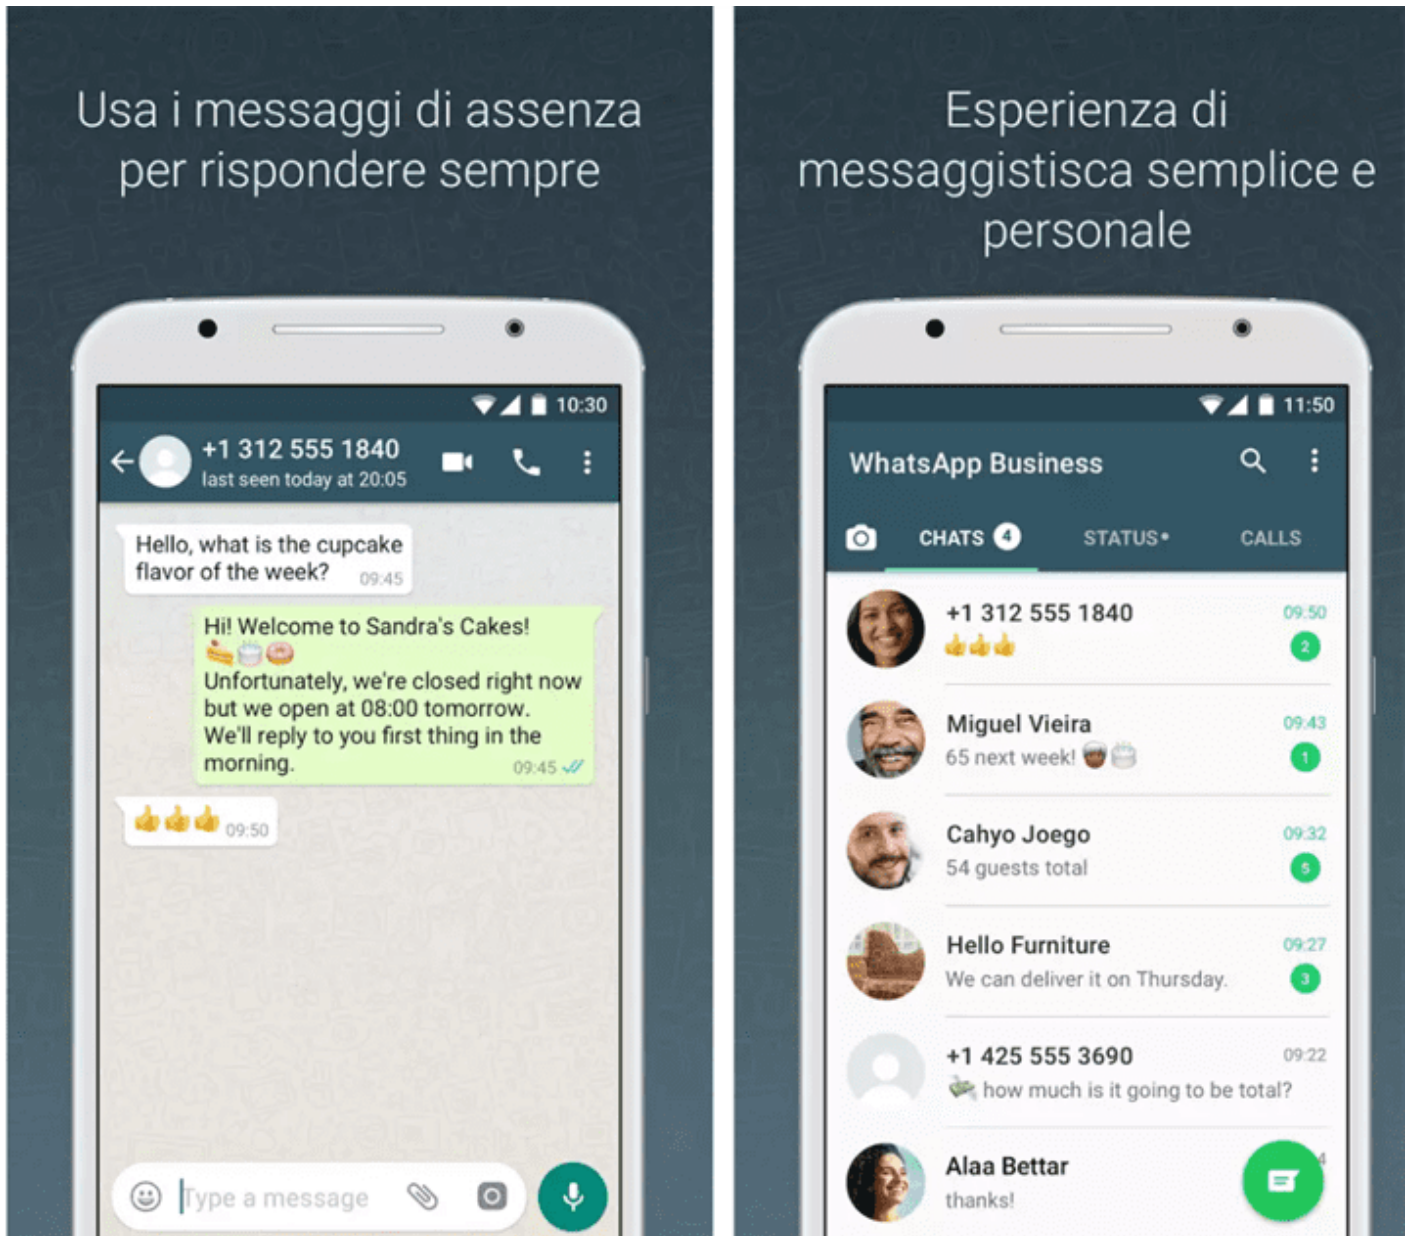 Usa i messaggi di assenza
per rispondere sempre
10:30
+1 312 555 1840
last seen today at 20:05
Hello, what is the cupcake
flavor of the week? 09:45
Hi! Welcome to Sandra's Cakes!
🍰🎂🍩
Unfortunately, we're closed right now
but we open at 08:00 tomorrow.
We'll reply to you first thing in the
morning. 09:45
👍👍👍 09:50
Type a message
Esperienza di
messaggistisca semplice e
personale
11:50
WhatsApp Business
CHATS 4 STATUS• CALLS
+1 312 555 1840 09:50
👍👍👍 2
Miguel Vieira 09:43
65 next week! 🎂 1
Cahyo Joego 09:32
54 guests total 5
Hello Furniture 09:27
We can deliver it on Thursday. 3
+1 425 555 3690 09:22
💸 how much is it going to be total?
Alaa Bettar
thanks!